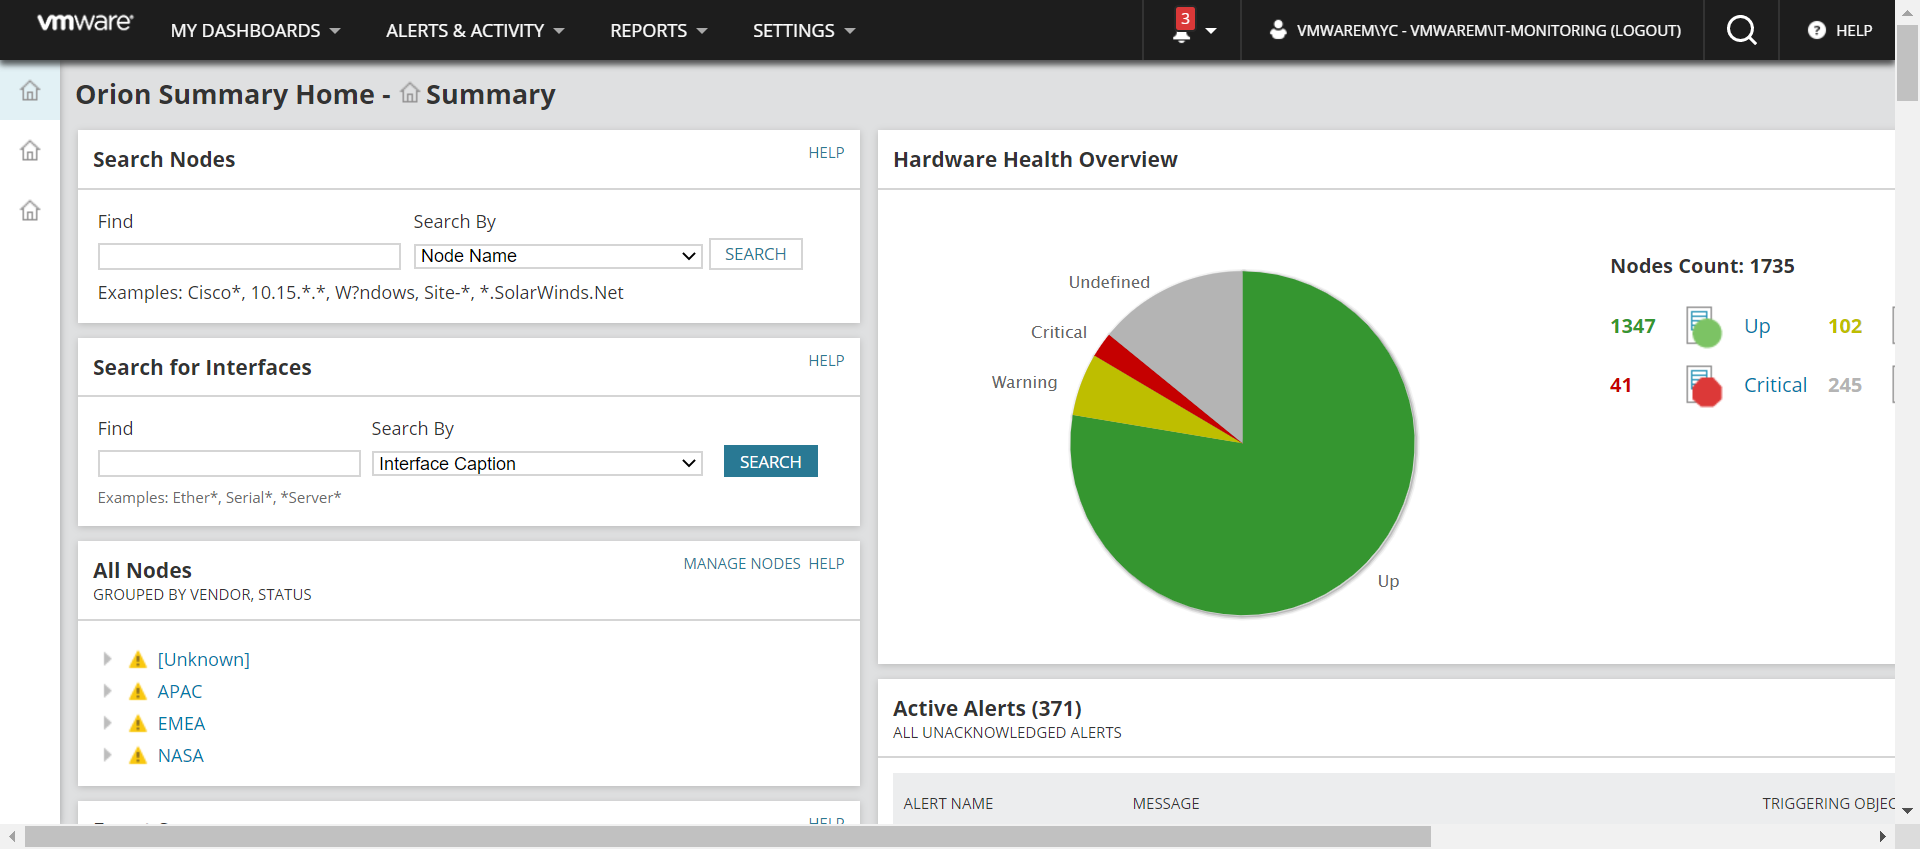 vmware MY DASHBOARDS ALERTS & ACTIVITY REPORTS SETTINGS 3 VMWAREM\YC - VMWAREM\IT-MONITORING (LOGOUT) ? HELP
Orion Summary Home - Summary
Search Nodes HELP
Find Search By
Node Name SEARCH
Examples: Cisco*, 10.15.*.*, W?ndows, Site-*, *.SolarWinds.Net
Search for Interfaces HELP
Find Search By
Interface Caption SEARCH
Examples: Ether*, Serial*, *Server*
All Nodes MANAGE NODES HELP
GROUPED BY VENDOR, STATUS
[Unknown]
APAC
EMEA
NASA
HELP
Hardware Health Overview
Undefined
Critical
Warning
Up
Nodes Count: 1735
1347 Up 102
41 Critical 245
Active Alerts (371)
ALL UNACKNOWLEDGED ALERTS
ALERT NAME MESSAGE TRIGGERING OBJEC